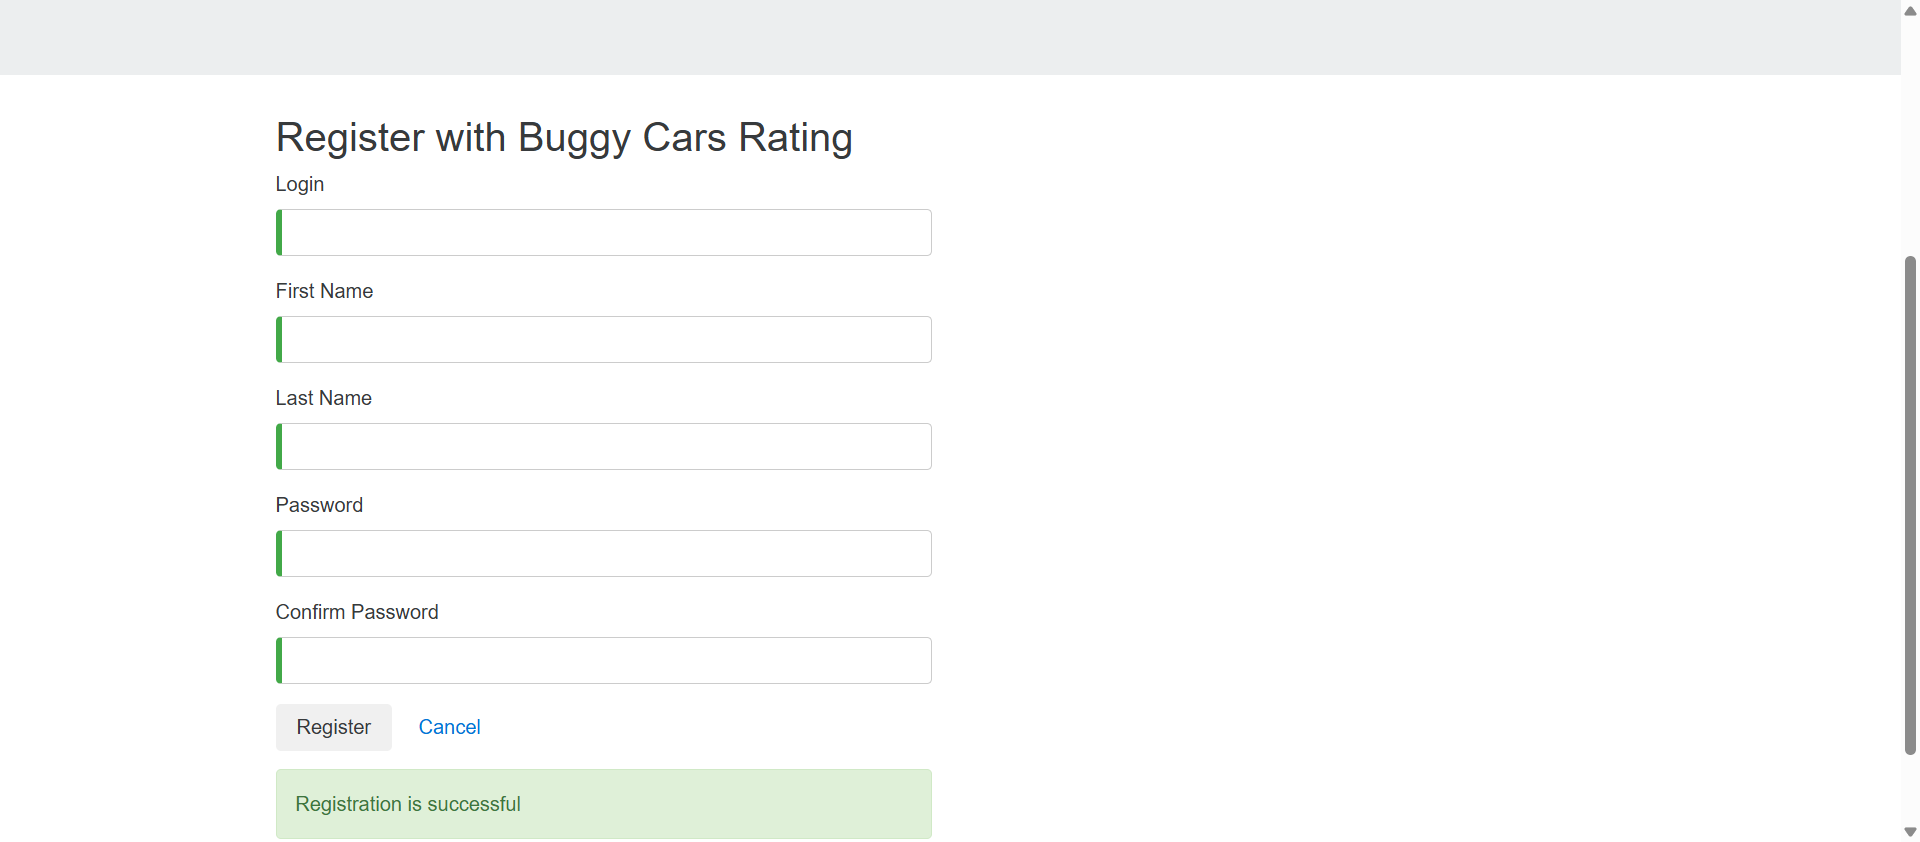 Register with Buggy Cars Rating
Login
First Name
Last Name
Password
Confirm Password
Register Cancel
Registration is successful